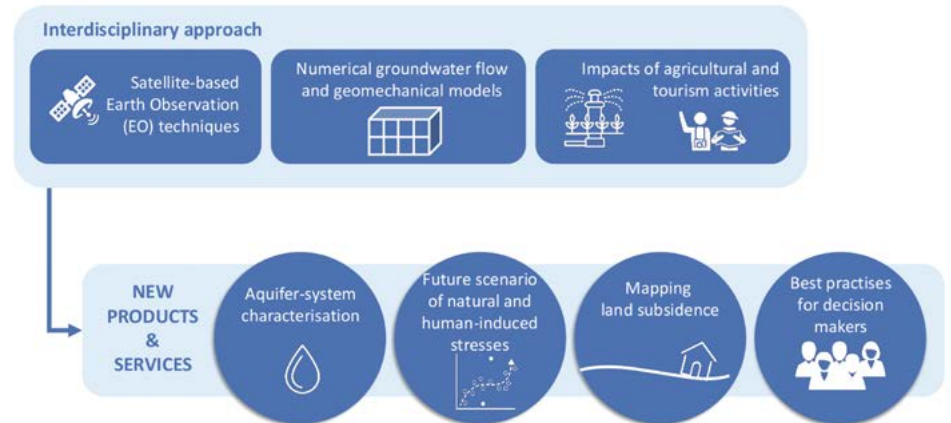 Interdisciplinary approach
Satellite-based
Earth Observation
(EO) techniques
Numerical groundwater flow
and geomechanical models
Impacts of agricultural and
tourism activities
NEW
PRODUCTS
&
SERVICES
Aquifer-system
characterisation
Future scenario
of natural and
human-induced
stresses
Mapping
land subsidence
Best practises
for decision
makers